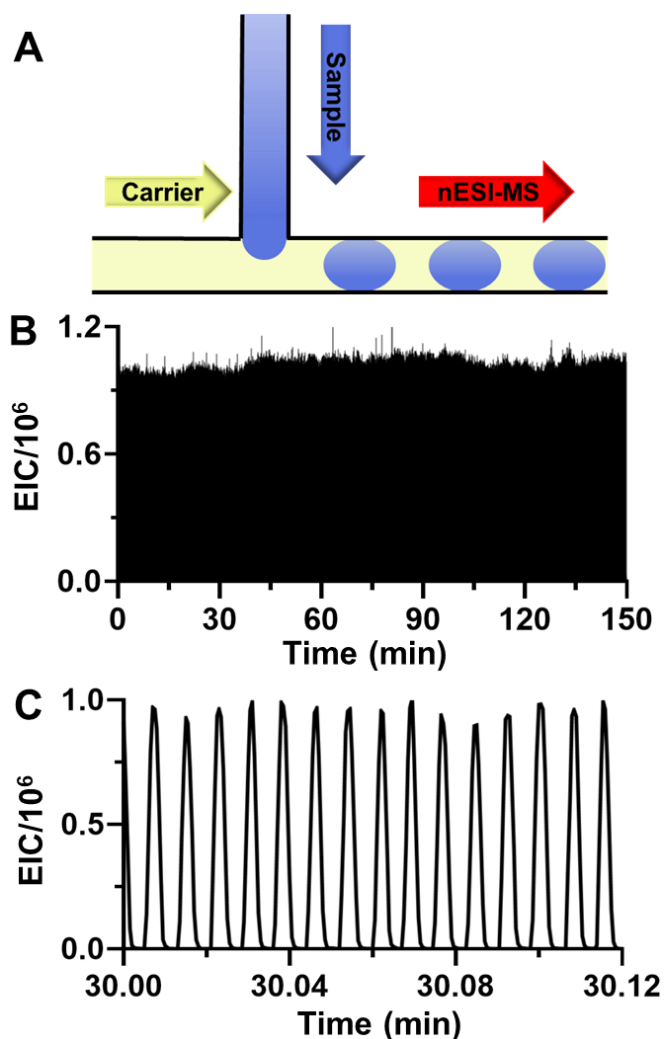 A
Sample
Carrier
nESI-MS
B
EIC/10⁶
1.2
0.6
0.0
0 30 60 90 120 150
Time (min)
C
EIC/10⁶
1.0
0.5
0.0
30.00 30.04 30.08 30.12
Time (min)